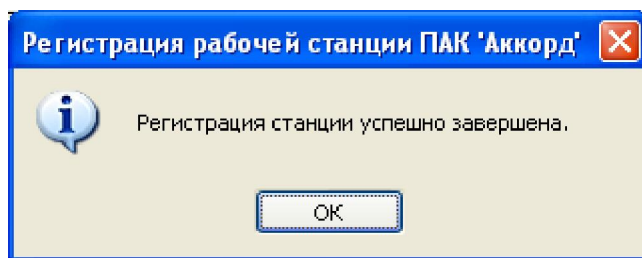 Регистрация рабочей станции ПАК 'Аккорд'
Регистрация станции успешно завершена.
OK